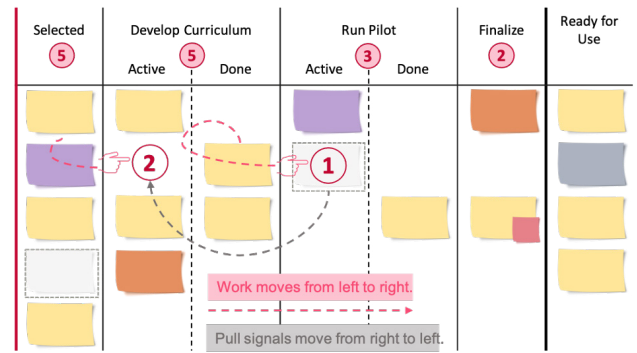 Selected
5
Develop Curriculum
5
Active
Done
Run Pilot
3
Active
Done
Finalize
2
Ready for
Use
2
1
Work moves from left to right.
Pull signals move from right to left.